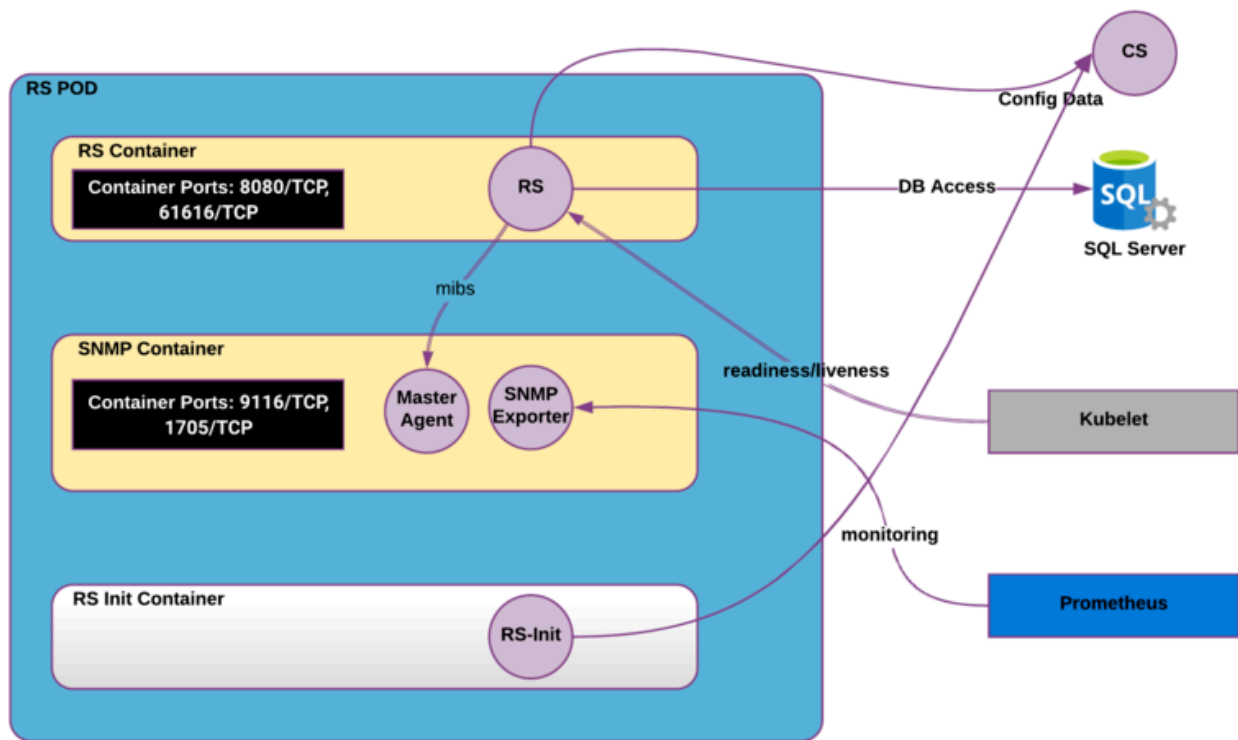 CS
RS POD
Config Data
RS Container
Container Ports: 8080/TCP,
61616/TCP
RS
DB Access
SQL
SQL Server
mibs
SNMP Container
readiness/liveness
Container Ports: 9116/TCP,
1705/TCP
Master
Agent
SNMP
Exporter
Kubelet
monitoring
RS Init Container
RS-Init
Prometheus